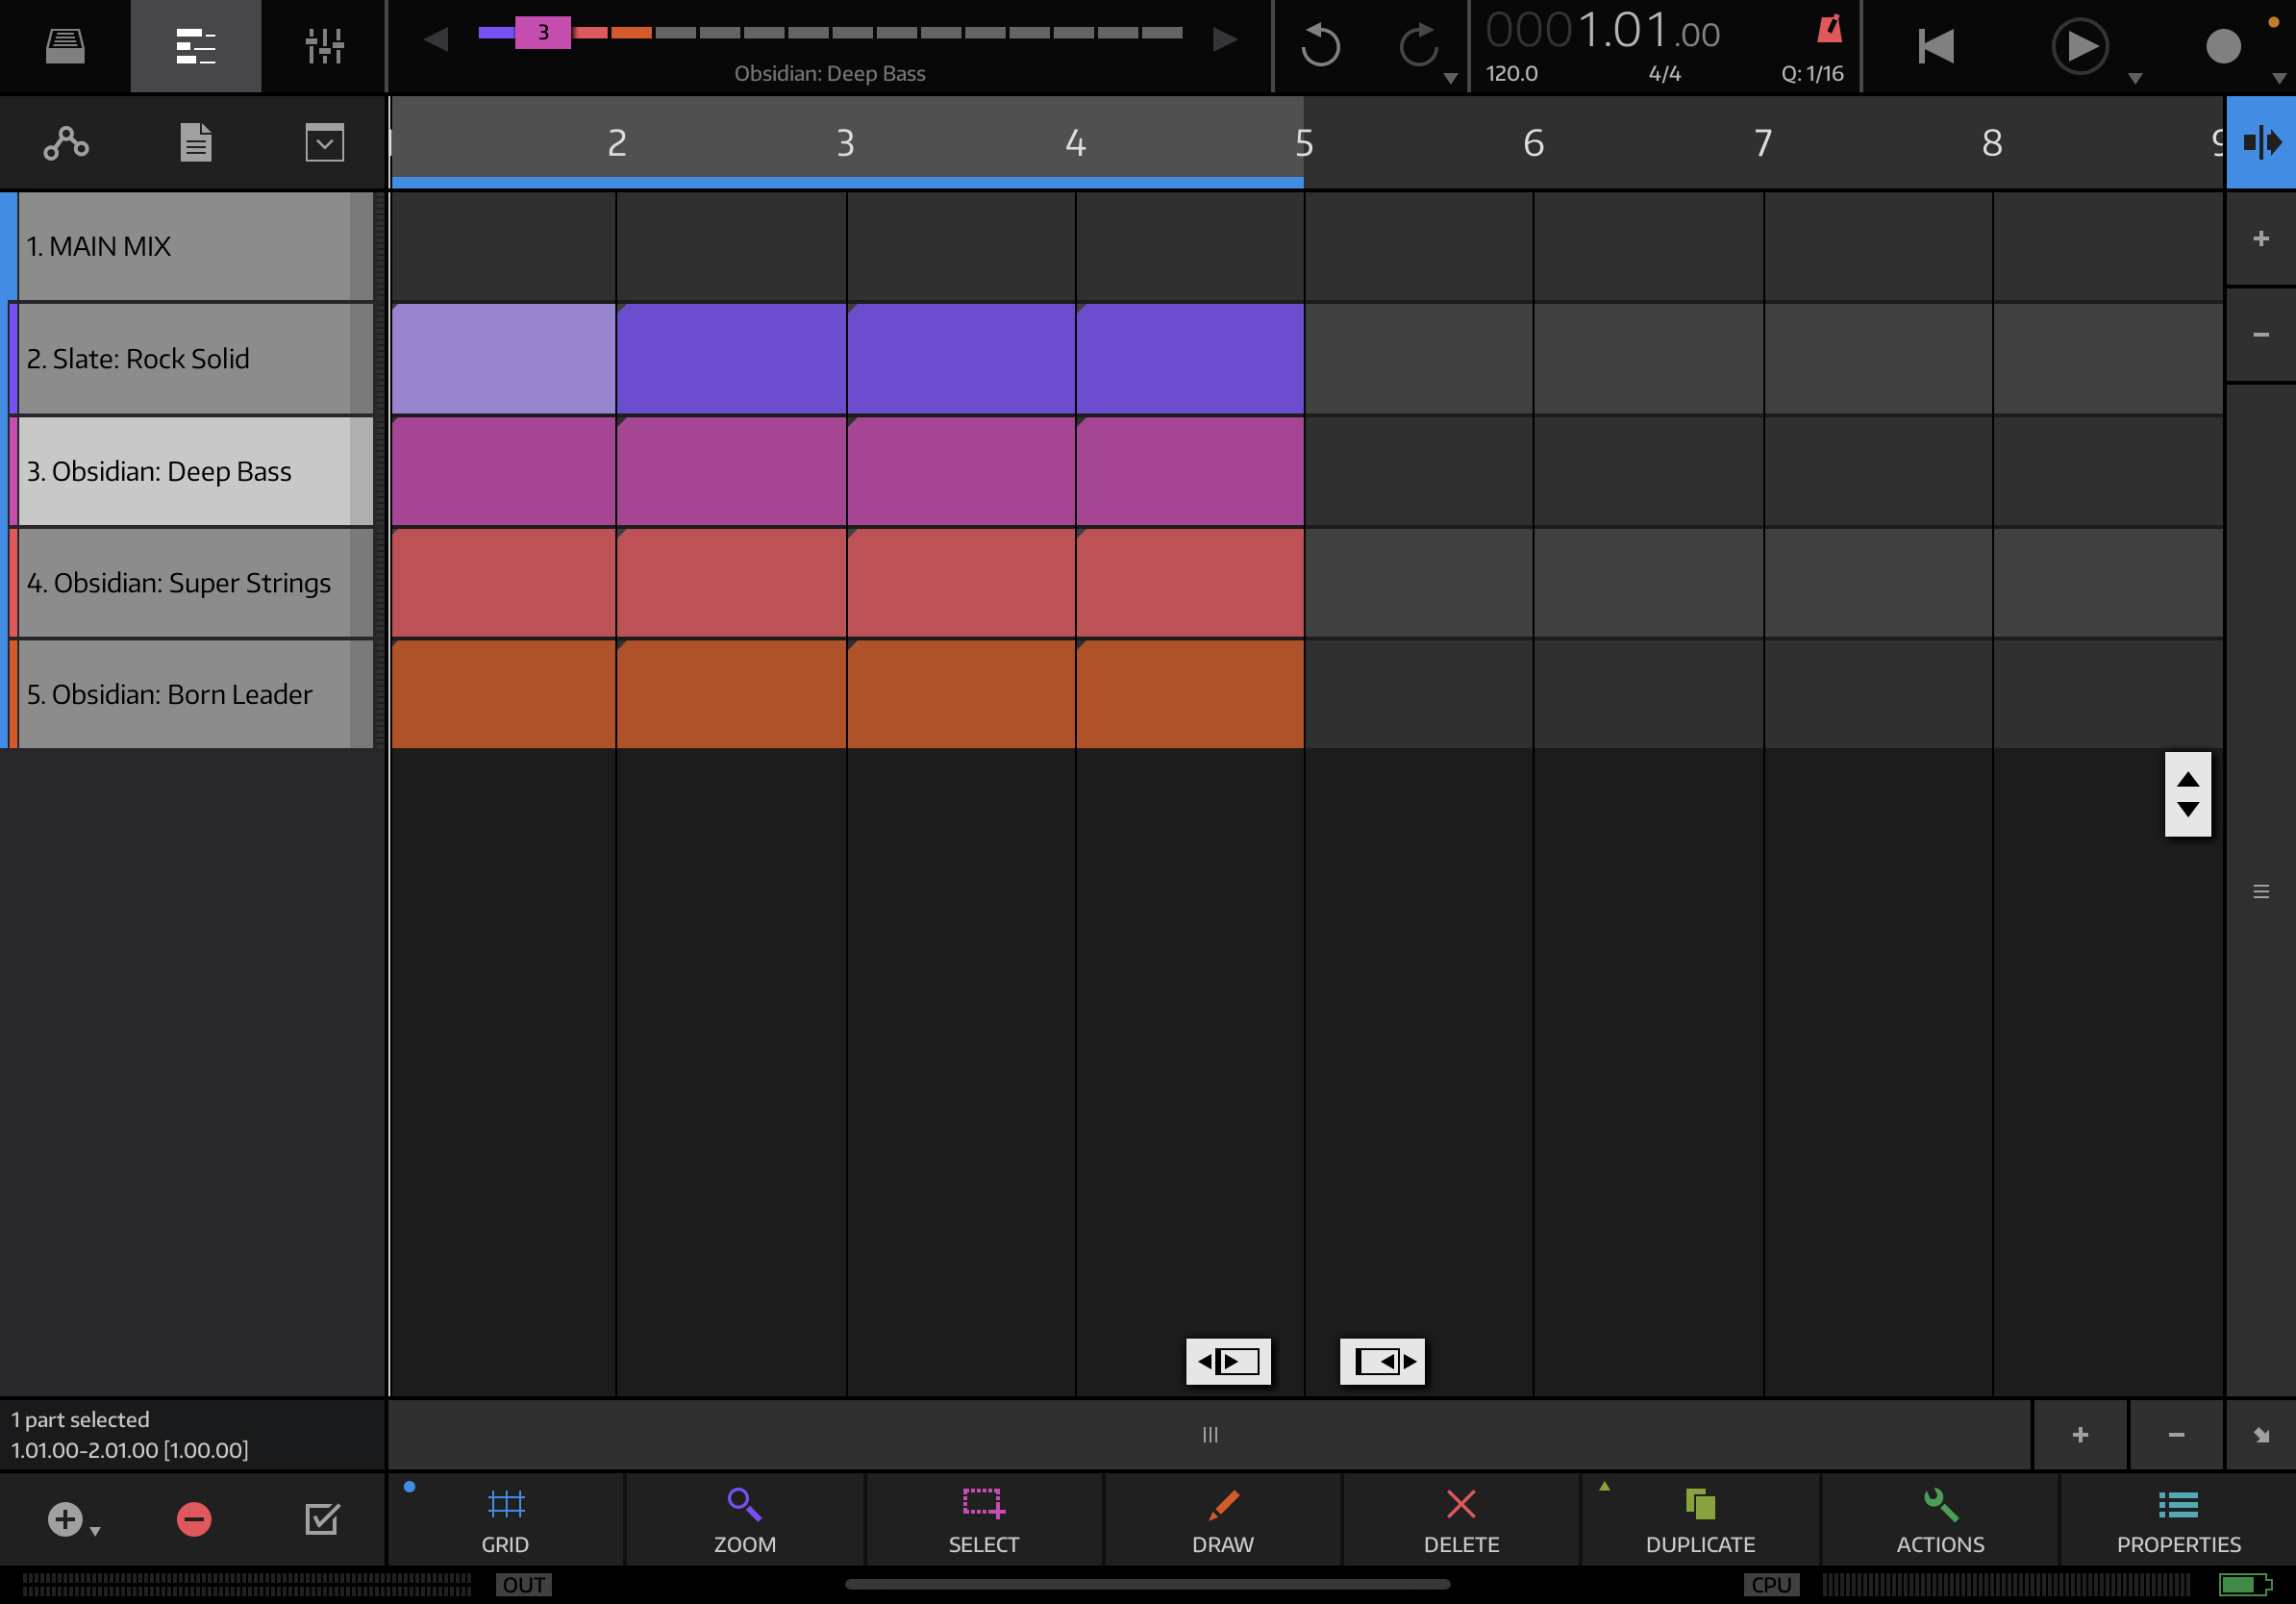 3
Obsidian: Deep Bass
0001.01.00
120.0 4/4 Q: 1/16
2 3 4 5 6 7 8 9
1. MAIN MIX
2. Slate: Rock Solid
3. Obsidian: Deep Bass
4. Obsidian: Super Strings
5. Obsidian: Born Leader
1 part selected
1.01.00-2.01.00 [1.00.00]
GRID ZOOM SELECT DRAW DELETE DUPLICATE ACTIONS PROPERTIES
OUT CPU